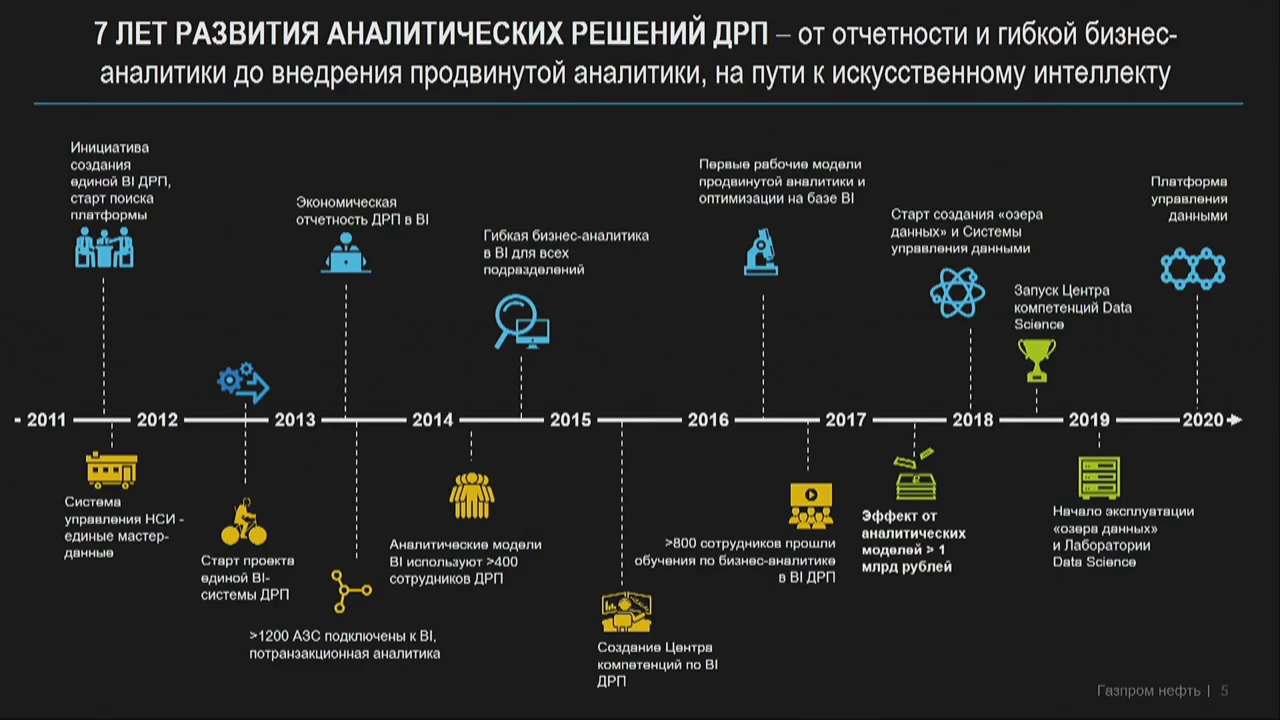 7 ЛЕТ РАЗВИТИЯ АНАЛИТИЧЕСКИХ РЕШЕНИЙ ДРП – от отчетности и гибкой бизнес-
аналитики до внедрения продвинутой аналитики, на пути к искусственному интеллекту
Инициатива
создания
единой BI ДРП,
старт поиска
платформы
Экономическая
отчетность ДРП в BI
Гибкая бизнес-аналитика
в BI для всех
подразделений
Первые рабочие модели
продвинутой аналитики и
оптимизации на базе BI
Старт создания «озера
данных» и Системы
управления данными
Запуск Центра
компетенций Data
Science
Платформа
управления
данными
2011 2012 2013 2014 2015 2016 2017 2018 2019 2020
Система
управления НСИ -
единые мастер-
данные
Старт проекта
единой BI-
системы ДРП
>1200 АЗС подключены к BI,
потранзакционная аналитика
Аналитические модели
BI используют >400
сотрудников ДРП
Создание Центра
компетенций по BI
ДРП
>800 сотрудников прошли
обучения по бизнес-аналитике
в BI ДРП
Эффект от
аналитических
моделей > 1
млрд рублей
Начало эксплуатации
«озера данных»
и Лаборатории
Data Science
Газпром нефть | 5